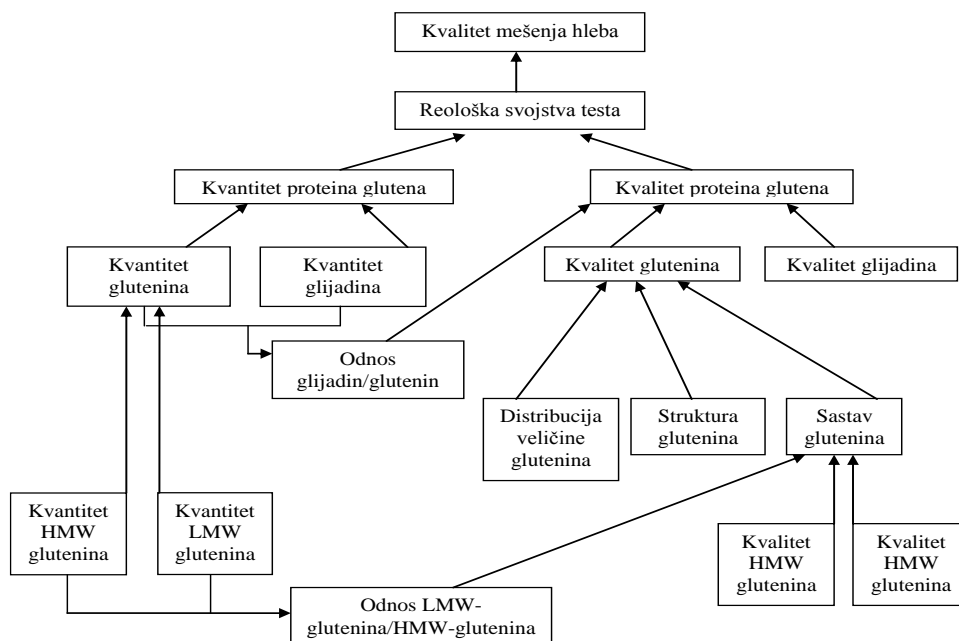 Kvalitet mešenja hleba
Reološka svojstva testa
Kvantitet proteina glutena
Kvalitet proteina glutena
Kvantitet
glutenina
Kvantitet
glijadina
Kvalitet glutenina
Kvalitet glijadina
Odnos
glijadin/glutenin
Distribucija
veličine
glutenina
Struktura
glutenina
Sastav
glutenina
Kvantitet
HMW
glutenina
Kvantitet
LMW
glutenina
Kvalitet
HMW
glutenina
Kvalitet
HMW
glutenina
Odnos LMW-
glutenina/HMW-glutenina